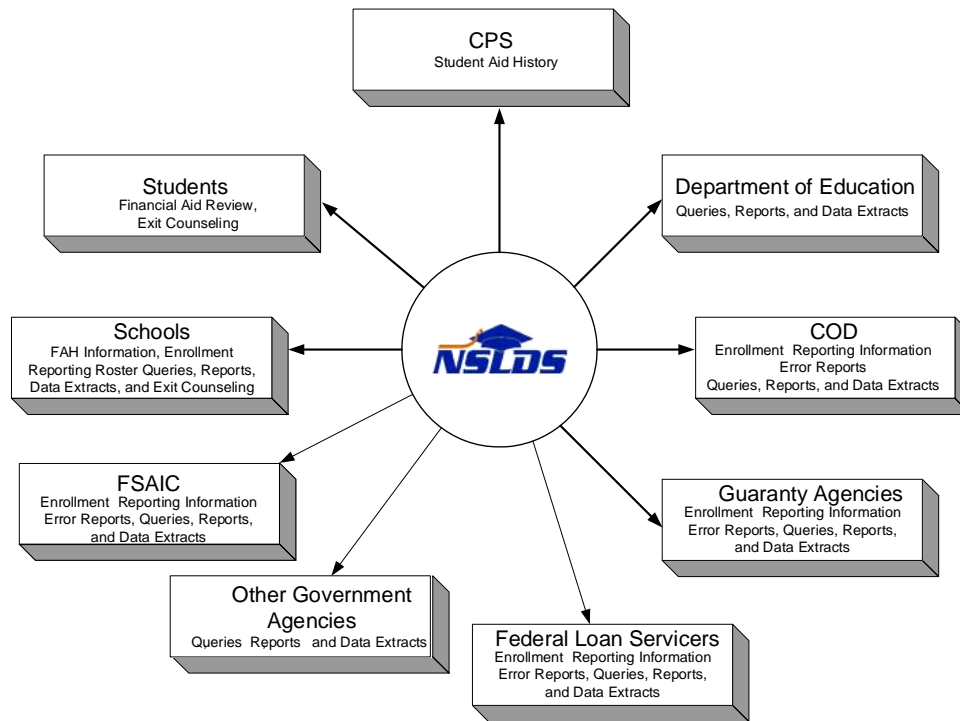 CPS
Student Aid History
Students
Financial Aid Review,
Exit Counseling
Department of Education
Queries, Reports, and Data Extracts
NSLDS
Schools
FAH Information, Enrollment
Reporting Roster Queries, Reports,
Data Extracts, and Exit Counseling
COD
Enrollment Reporting Information
Error Reports
Queries, Reports, and Data Extracts
FSAIC
Enrollment Reporting Information
Error Reports, Queries, Reports,
and Data Extracts
Guaranty Agencies
Enrollment Reporting Information
Error Reports, Queries, Reports,
and Data Extracts
Other Government
Agencies
Queries, Reports, and Data Extracts
Federal Loan Servicers
Enrollment Reporting Information
Error Reports, Queries, Reports,
and Data Extracts